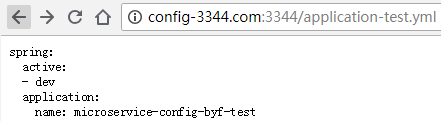 config-3344.com:3344/application-test.yml
spring:
  active:
  - dev
  application:
    name: microservice-config-byf-test